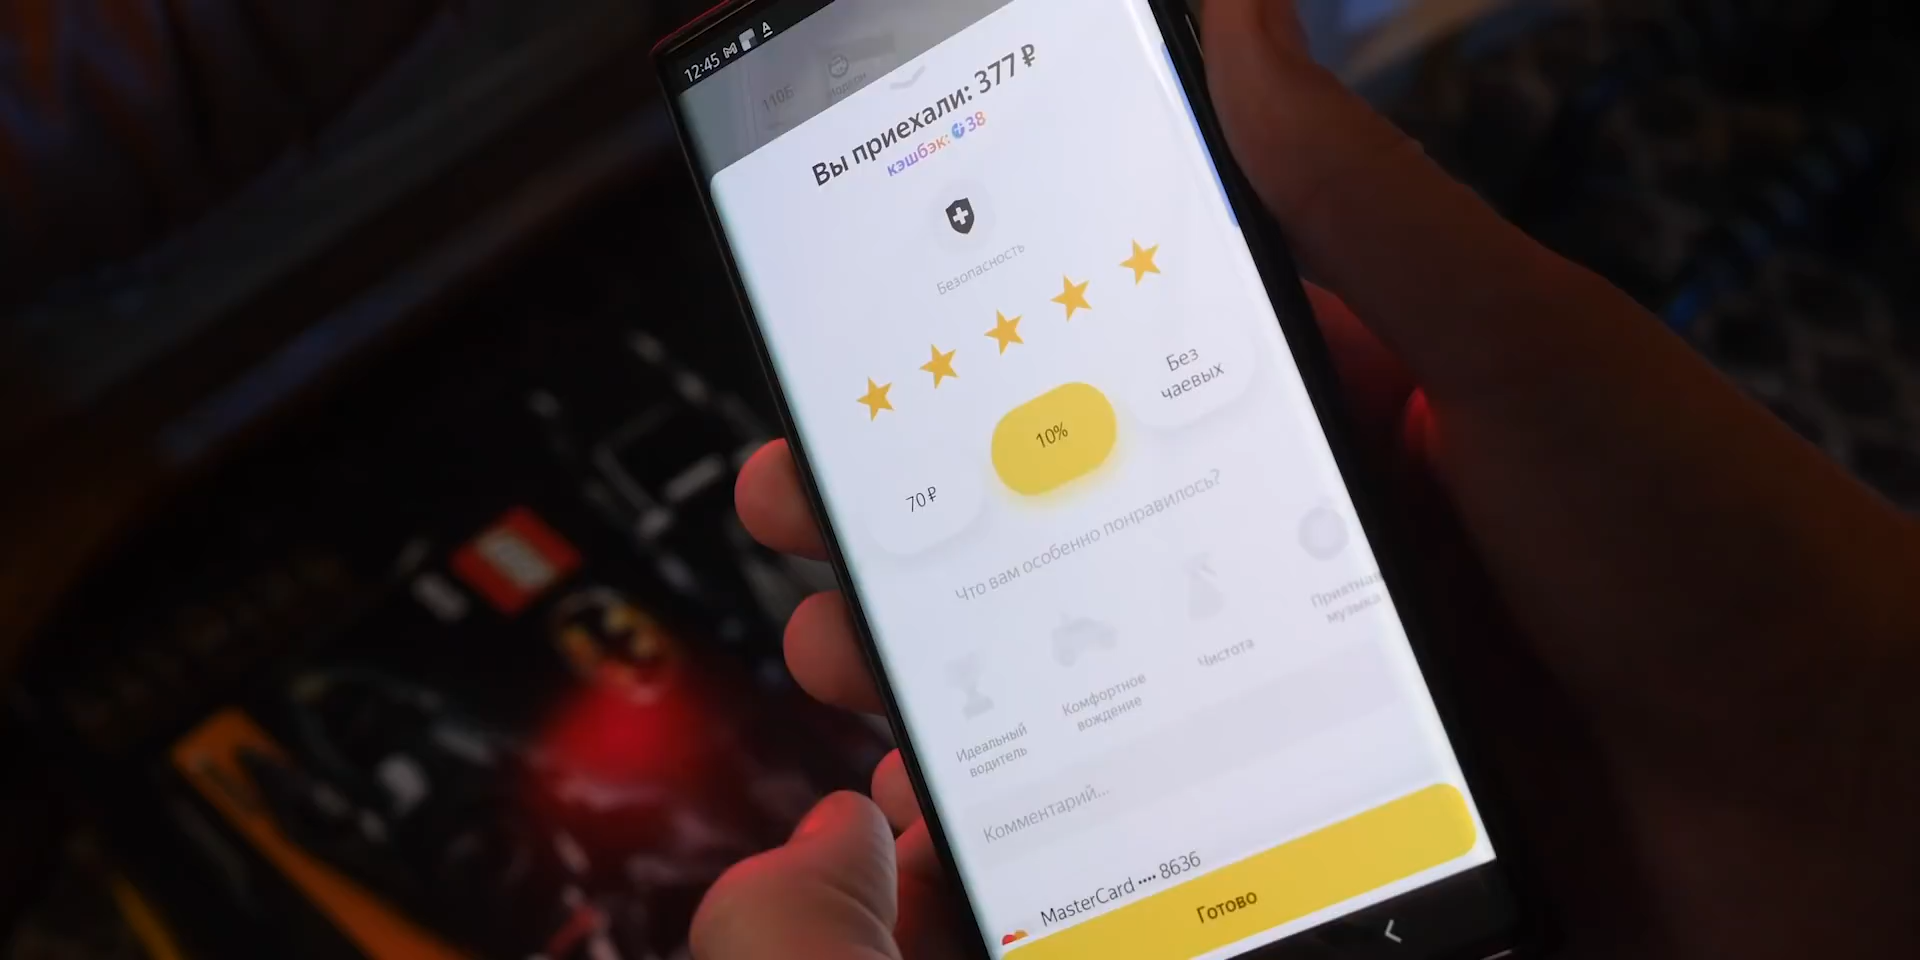 12:45
110Б
Вы приехали: 377 ₽
кэшбэк: 38
Безопасность
70 ₽
10%
Без
чаевых
Что вам особенно понравилось?
Идеальный
водитель
Комфортное
вождение
Чистота
Приятная
музыка
Комментарий...
MasterCard •••• 8636
Готово